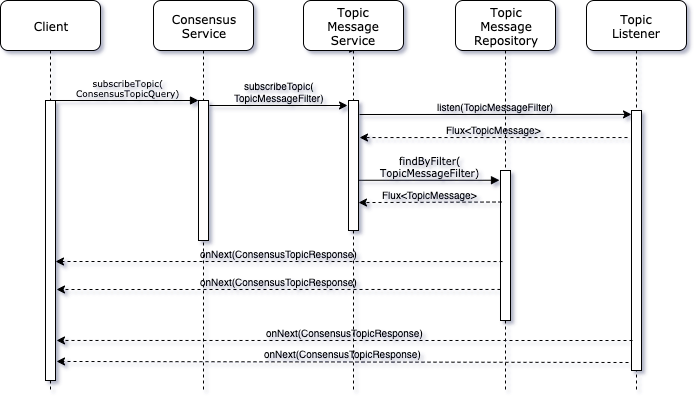 Client
Consensus
Service
Topic
Message
Service
Topic
Message
Repository
Topic
Listener
subscribeTopic(
ConsensusTopicQuery)
subscribeTopic(
TopicMessageFilter)
listen(TopicMessageFilter)
Flux<TopicMessage>
findByFilter(
TopicMessageFilter)
Flux<TopicMessage>
onNext(ConsensusTopicResponse)
onNext(ConsensusTopicResponse)
onNext(ConsensusTopicResponse)
onNext(ConsensusTopicResponse)